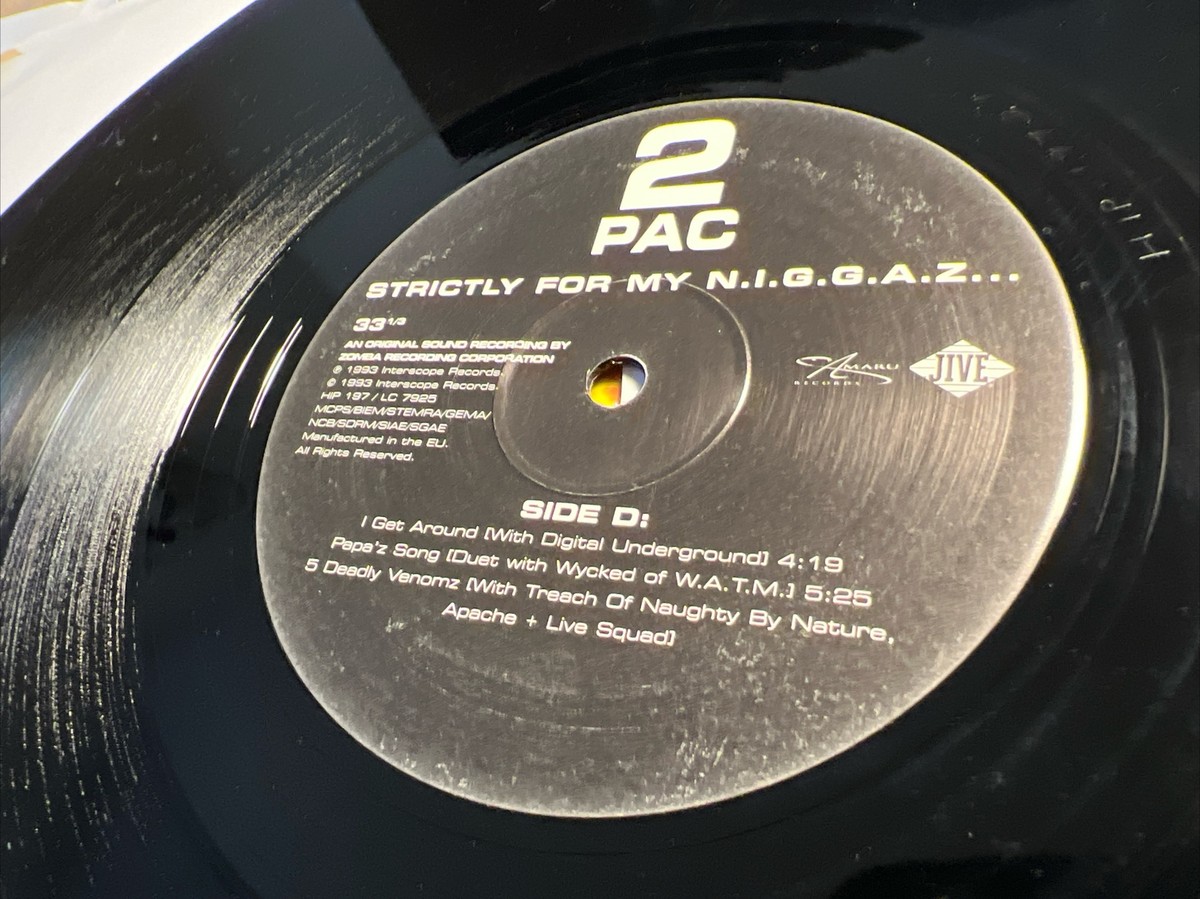 2
PAC
STRICTLY FOR MY N.I.G.G.A.Z...
33 1/3
AN ORIGINAL SOUND RECORDING BY
ZOMBA RECORDING CORPORATION
℗ 1993 Interscope Records.
© 1993 Interscope Records.
HIP 197 / LC 7925
MCPS/BIEM/STEMRA/GEMA/
NCB/SDRM/SIAE/SGAE
Manufactured in the EU.
All Rights Reserved.
AMARU
RECORDS
JIVE
SIDE D:
I Get Around [With Digital Underground] 4:19
Papa'z Song [Duet with Wycked of W.A.T.M.] 5:25
5 Deadly Venomz [With Treach Of Naughty By Nature,
Apache + Live Squad]
HIP